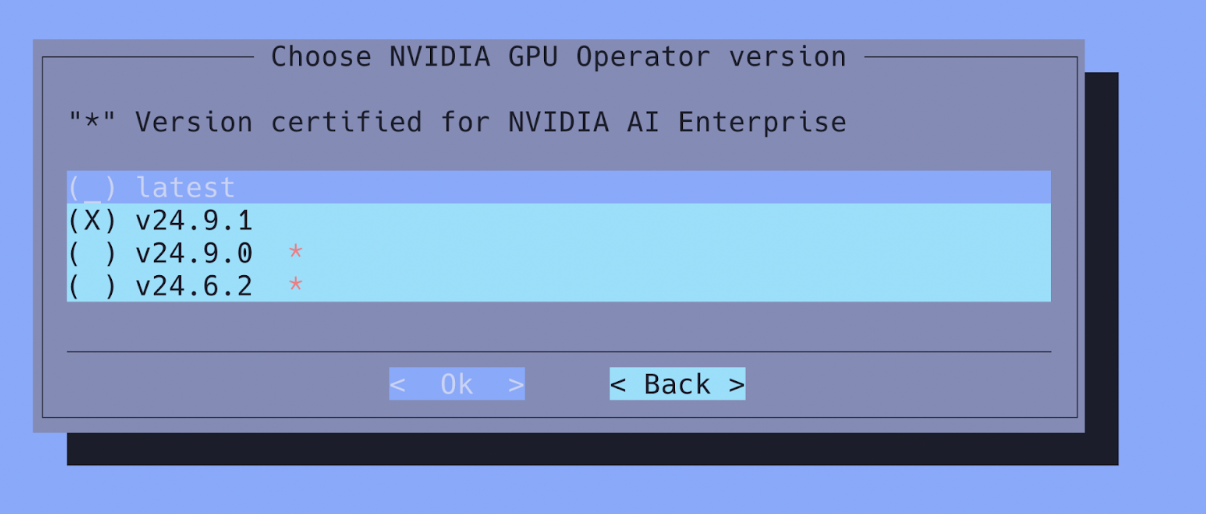 Choose NVIDIA GPU Operator version
"*" Version certified for NVIDIA AI Enterprise
(_) latest
(X) v24.9.1
( ) v24.9.0 *
( ) v24.6.2 *
< Ok > < Back >